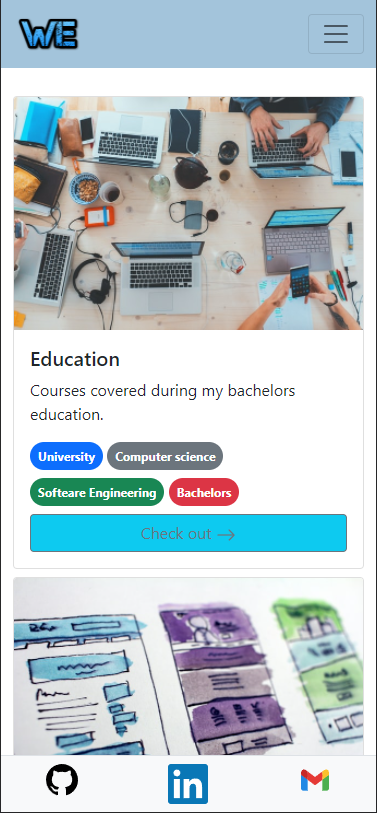 WE
Education
Courses covered during my bachelors
education.
University Computer science
Softeare Engineering Bachelors
Check out →
in